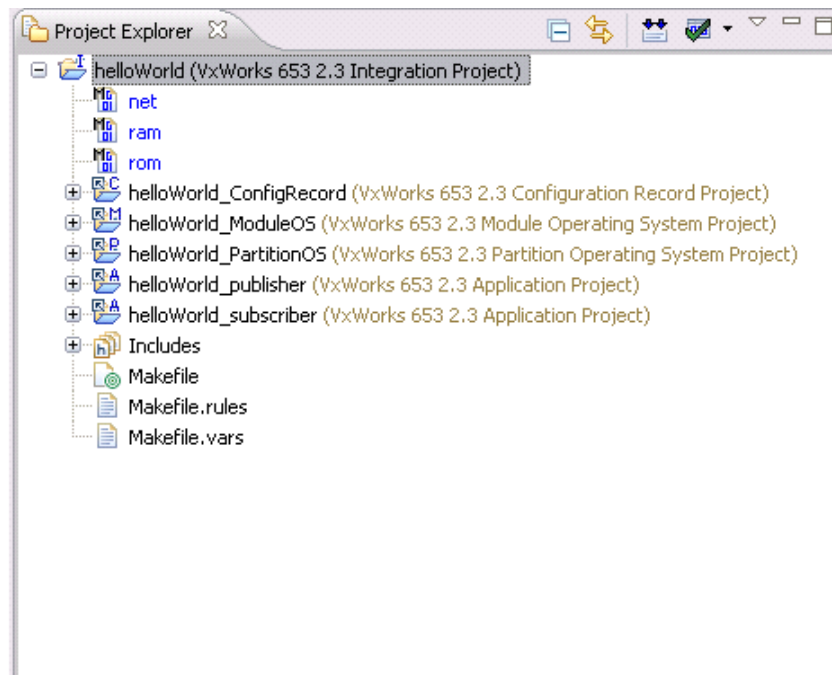 Project Explorer
helloWorld (VxWorks 653 2.3 Integration Project)
net
ram
rom
helloWorld_ConfigRecord (VxWorks 653 2.3 Configuration Record Project)
helloWorld_ModuleOS (VxWorks 653 2.3 Module Operating System Project)
helloWorld_PartitionOS (VxWorks 653 2.3 Partition Operating System Project)
helloWorld_publisher (VxWorks 653 2.3 Application Project)
helloWorld_subscriber (VxWorks 653 2.3 Application Project)
Includes
Makefile
Makefile.rules
Makefile.vars